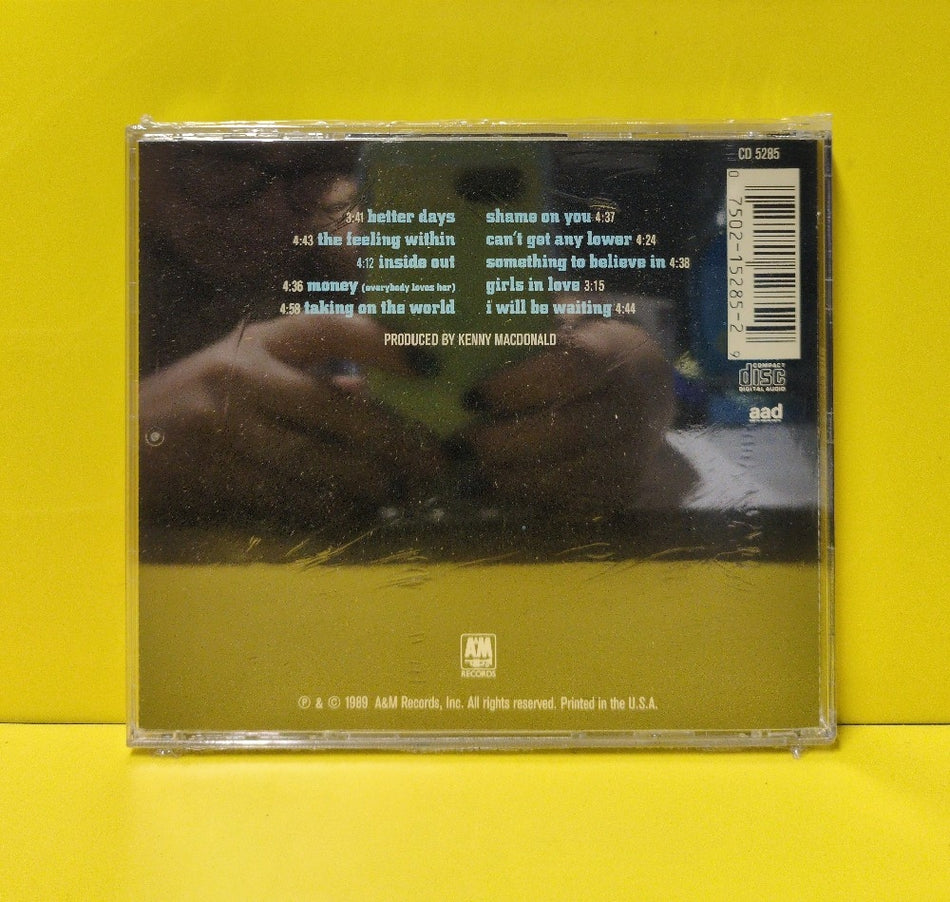 CD 5285
3:41 better days
4:43 the feeling within
4:12 inside out
4:36 money (everybody loves her)
4:58 taking on the world
shame on you 4:37
can't get any lower 4:24
something to believe in 4:38
girls in love 3:15
i will be waiting 4:44
PRODUCED BY KENNY MACDONALD
0 7502-15285-2 9
COMPACT
disc
DIGITAL AUDIO
aad
A&M
RECORDS
℗ & © 1989 A&M Records, Inc. All rights reserved. Printed in the U.S.A.